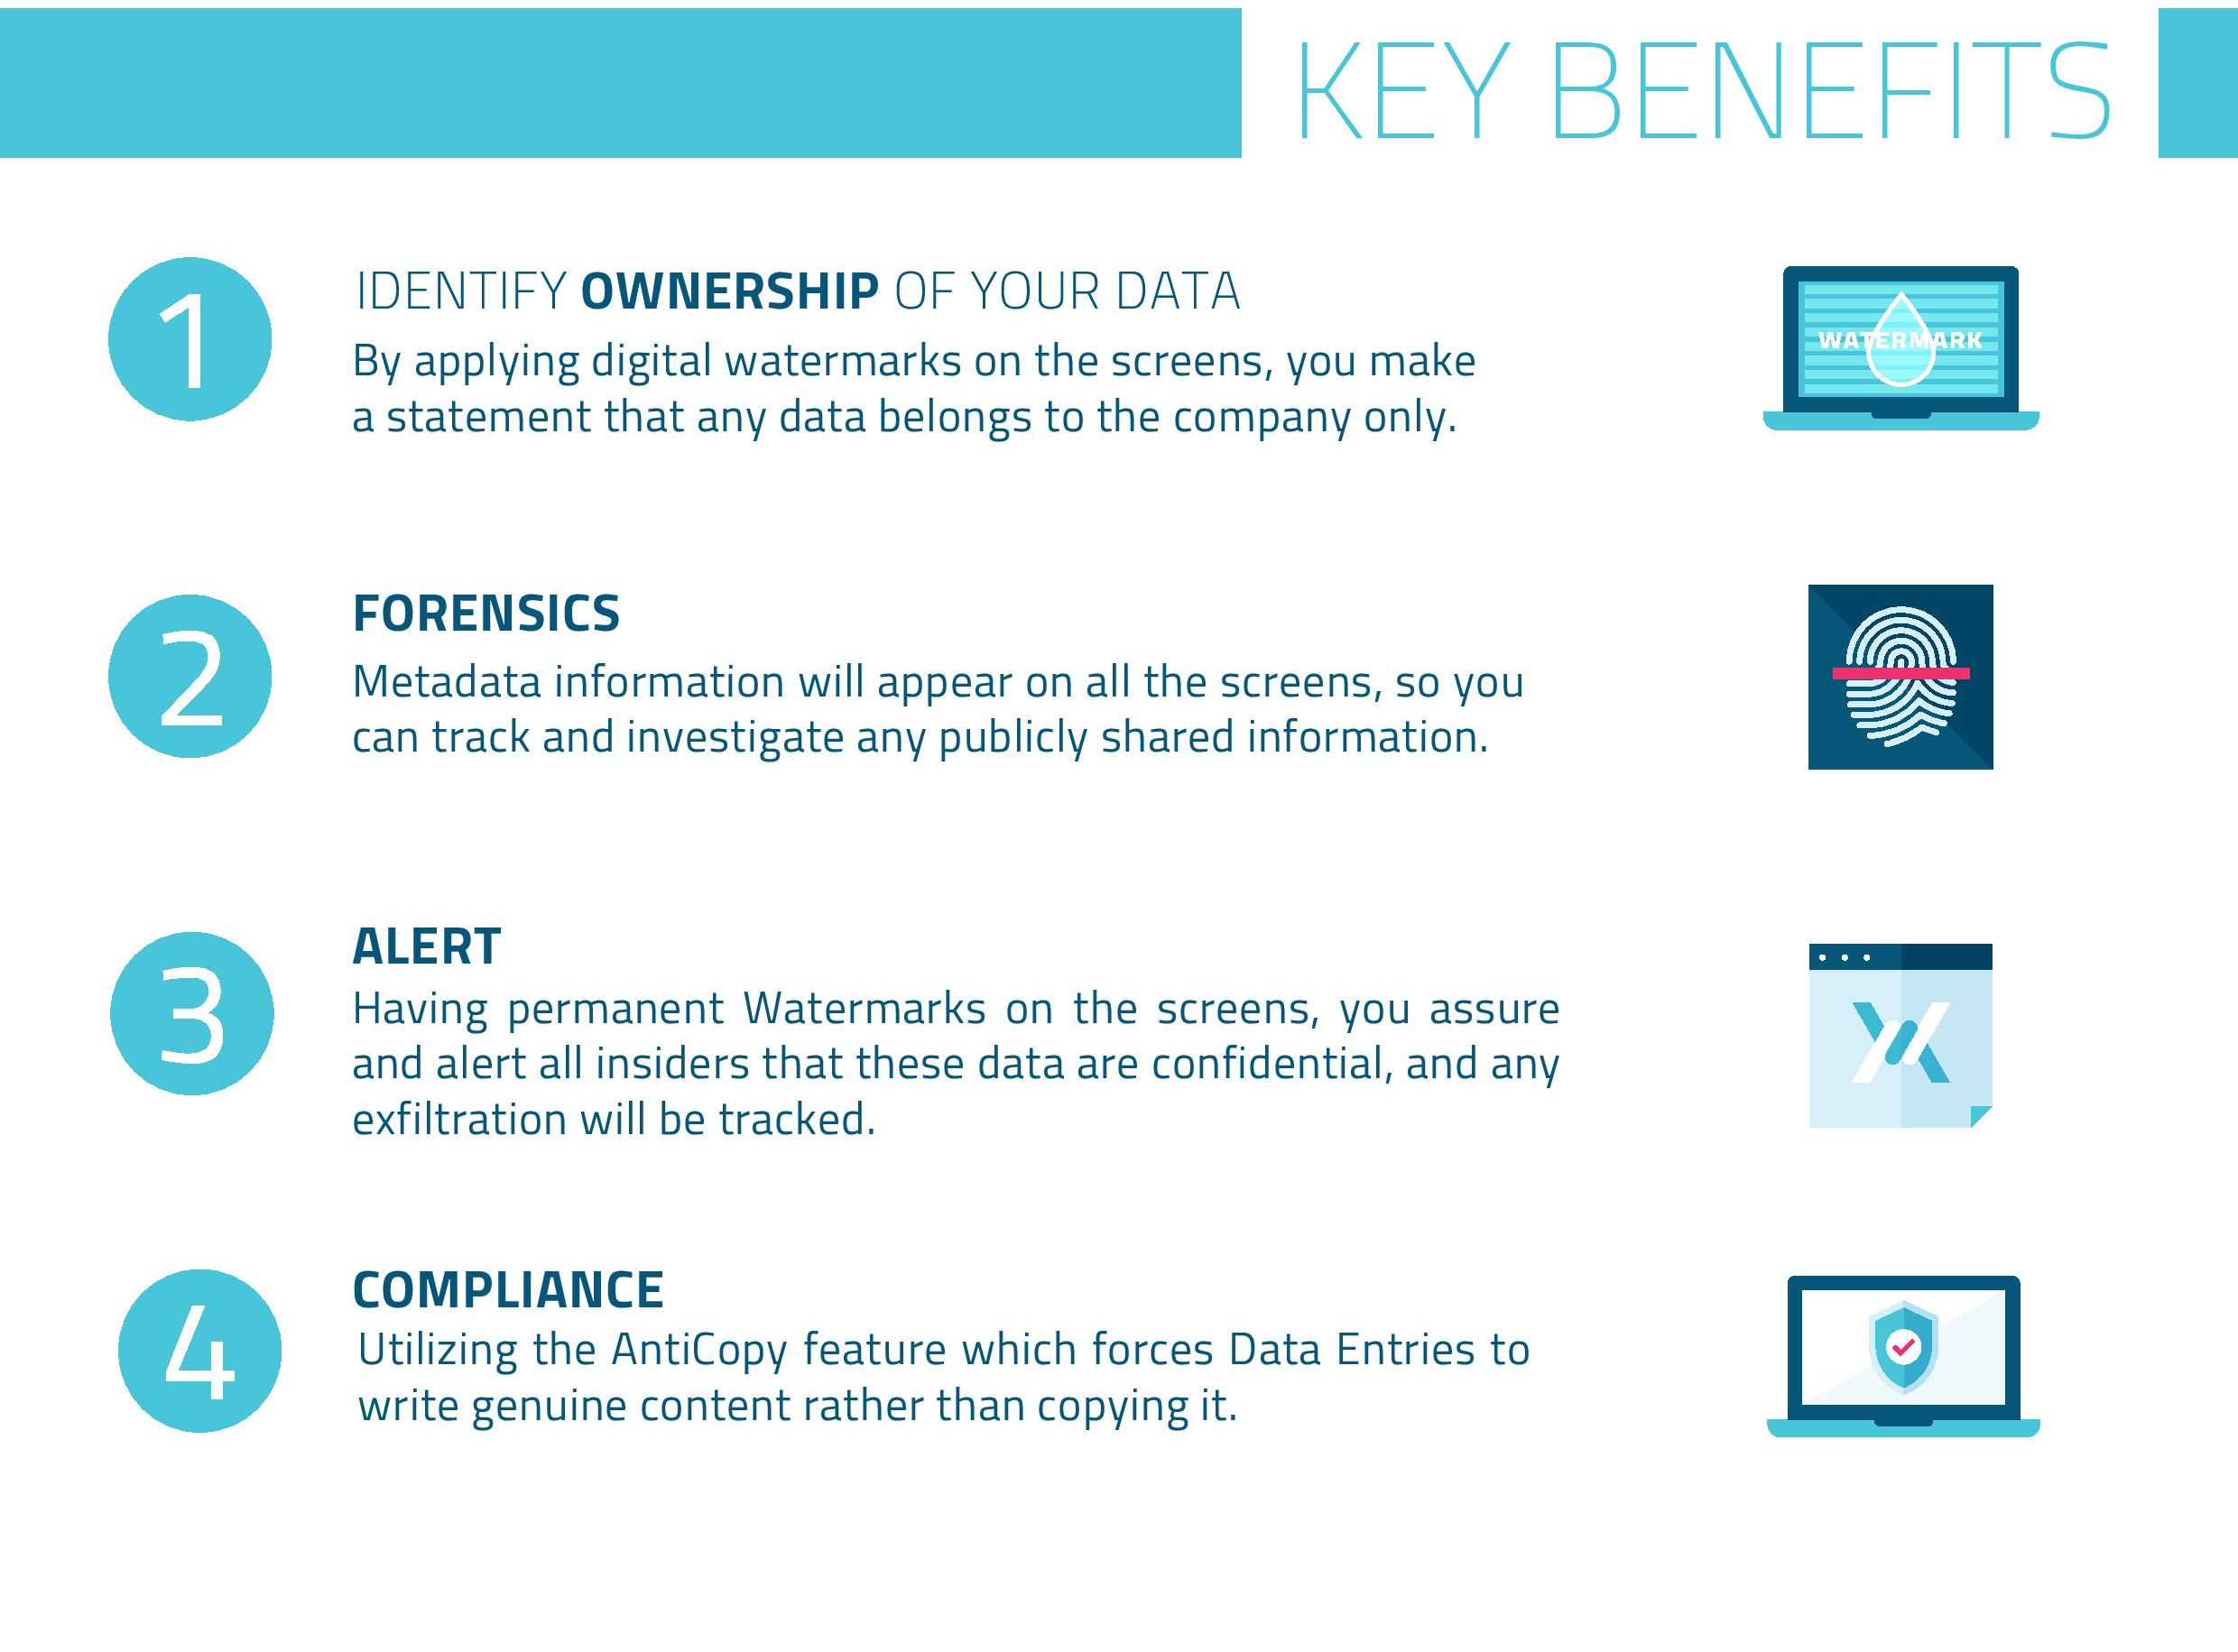 KEY BENEFITS
1
IDENTIFY OWNERSHIP OF YOUR DATA
By applying digital watermarks on the screens, you make
a statement that any data belongs to the company only.
WATERMARK
2
FORENSICS
Metadata information will appear on all the screens, so you
can track and investigate any publicly shared information.
3
ALERT
Having permanent Watermarks on the screens, you assure
and alert all insiders that these data are confidential, and any
exfiltration will be tracked.
4
COMPLIANCE
Utilizing the AntiCopy feature which forces Data Entries to
write genuine content rather than copying it.